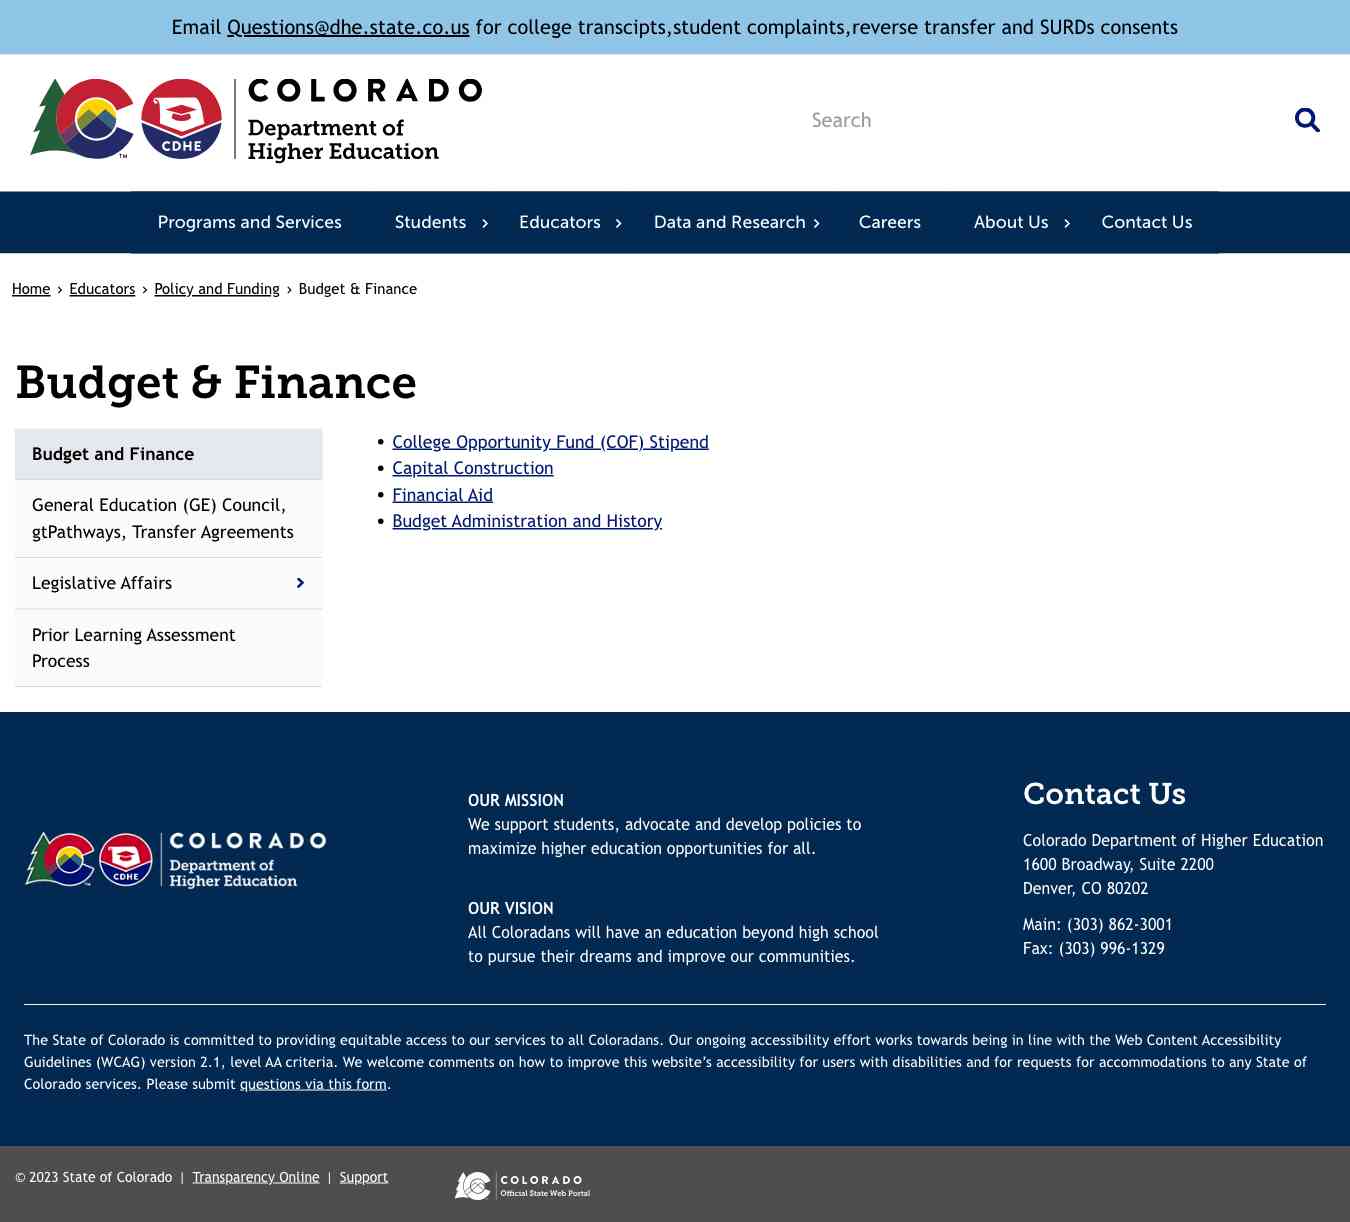 Email Questions@dhe.state.co.us for college transcipts,student complaints,reverse transfer and SURDs consents
COLORADO
Department of
Higher Education
CDHE
TM
Search
Programs and Services Students Educators Data and Research Careers About Us Contact Us
Home › Educators › Policy and Funding › Budget & Finance
Budget & Finance
Budget and Finance
General Education (GE) Council,
gtPathways, Transfer Agreements
Legislative Affairs
Prior Learning Assessment
Process
• College Opportunity Fund (COF) Stipend
• Capital Construction
• Financial Aid
• Budget Administration and History
COLORADO
Department of
Higher Education
CDHE
OUR MISSION
We support students, advocate and develop policies to
maximize higher education opportunities for all.
OUR VISION
All Coloradans will have an education beyond high school
to pursue their dreams and improve our communities.
Contact Us
Colorado Department of Higher Education
1600 Broadway, Suite 2200
Denver, CO 80202
Main: (303) 862-3001
Fax: (303) 996-1329
The State of Colorado is committed to providing equitable access to our services to all Coloradans. Our ongoing accessibility effort works towards being in line with the Web Content Accessibility
Guidelines (WCAG) version 2.1, level AA criteria. We welcome comments on how to improve this website's accessibility for users with disabilities and for requests for accommodations to any State of
Colorado services. Please submit questions via this form.
© 2023 State of Colorado | Transparency Online | Support
COLORADO
Official State Web Portal